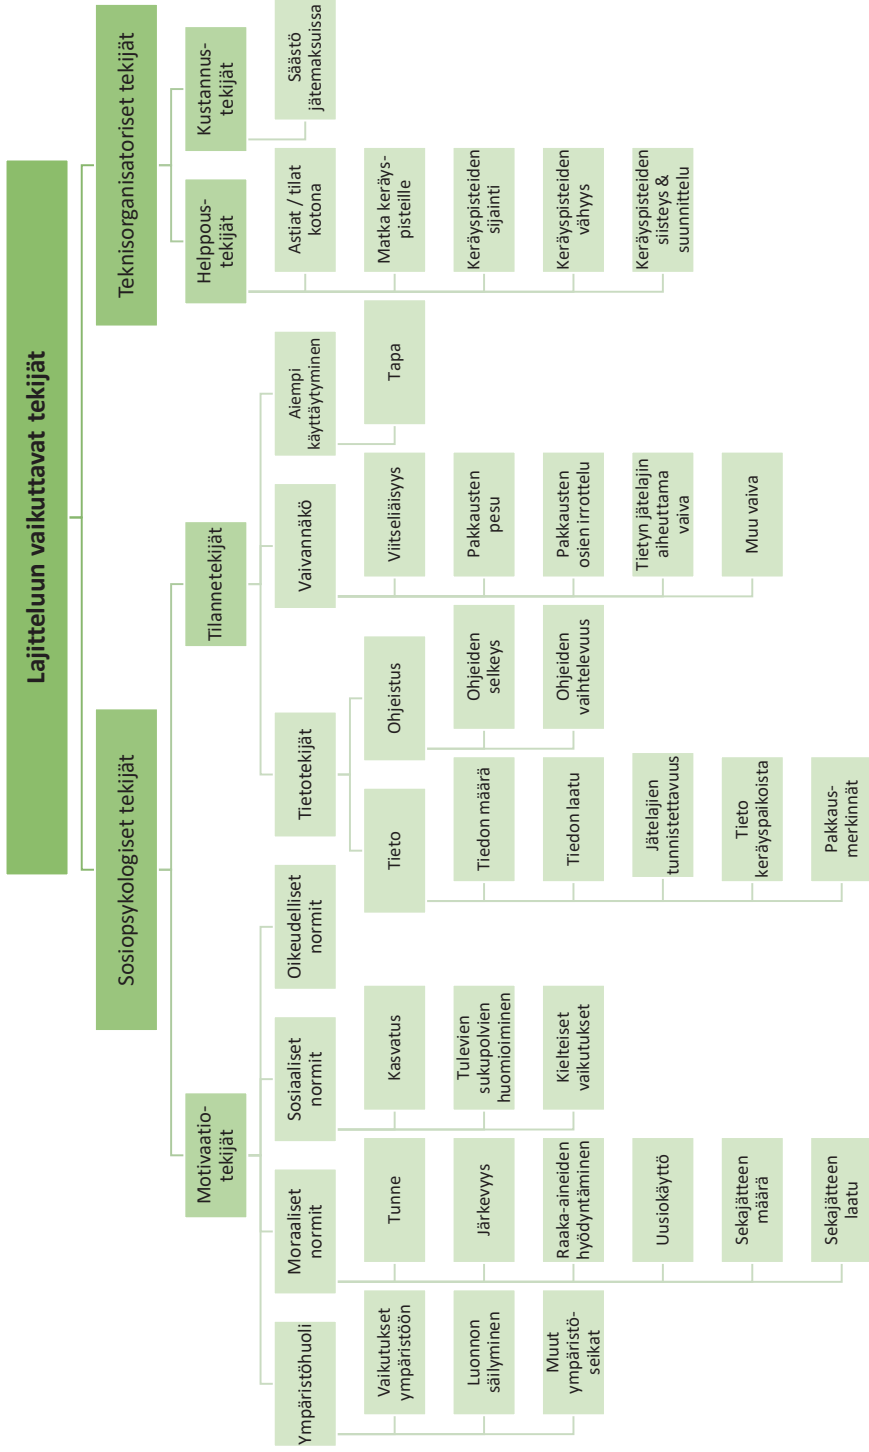 Lajitteluun vaikuttavat tekijät
Sosiopsykologiset tekijät
Motivaatio-
tekijät
Ympäristöhuoli
Vaikutukset
ympäristöön
Luonnon
säilyminen
Muut
ympäristö-
seikat
Moraaliset
normit
Tunne
Järkevyys
Raaka-aineiden
hyödyntäminen
Uusiokäyttö
Sekajätteen
määrä
Sekajätteen
laatu
Sosiaaliset
normit
Kasvatus
Tulevien
sukupolvien
huomioiminen
Kielteiset
vaikutukset
Oikeudelliset
normit
Tilannetekijät
Tietotekijät
Tieto
Tiedon määrä
Tiedon laatu
Jätelajien
tunnistettavuus
Tieto
keräyspaikoista
Pakkaus-
merkinnät
Ohjeistus
Ohjeiden
selkeys
Ohjeiden
vaihtelevuus
Vaivannäkö
Viitseliäisyys
Pakkausten
pesu
Pakkausten
osien irrottelu
Tietyn jätelajin
aiheuttama
vaiva
Muu vaiva
Aiempi
käyttäytyminen
Tapa
Teknisorganisatoriset tekijät
Helppous-
tekijät
Astiat / tilat
kotona
Matka keräys-
pisteille
Keräyspisteiden
sijainti
Keräyspisteiden
vähyys
Keräyspisteiden
siisteys &
suunnittelu
Kustannus-
tekijät
Säästö
jätemaksuissa